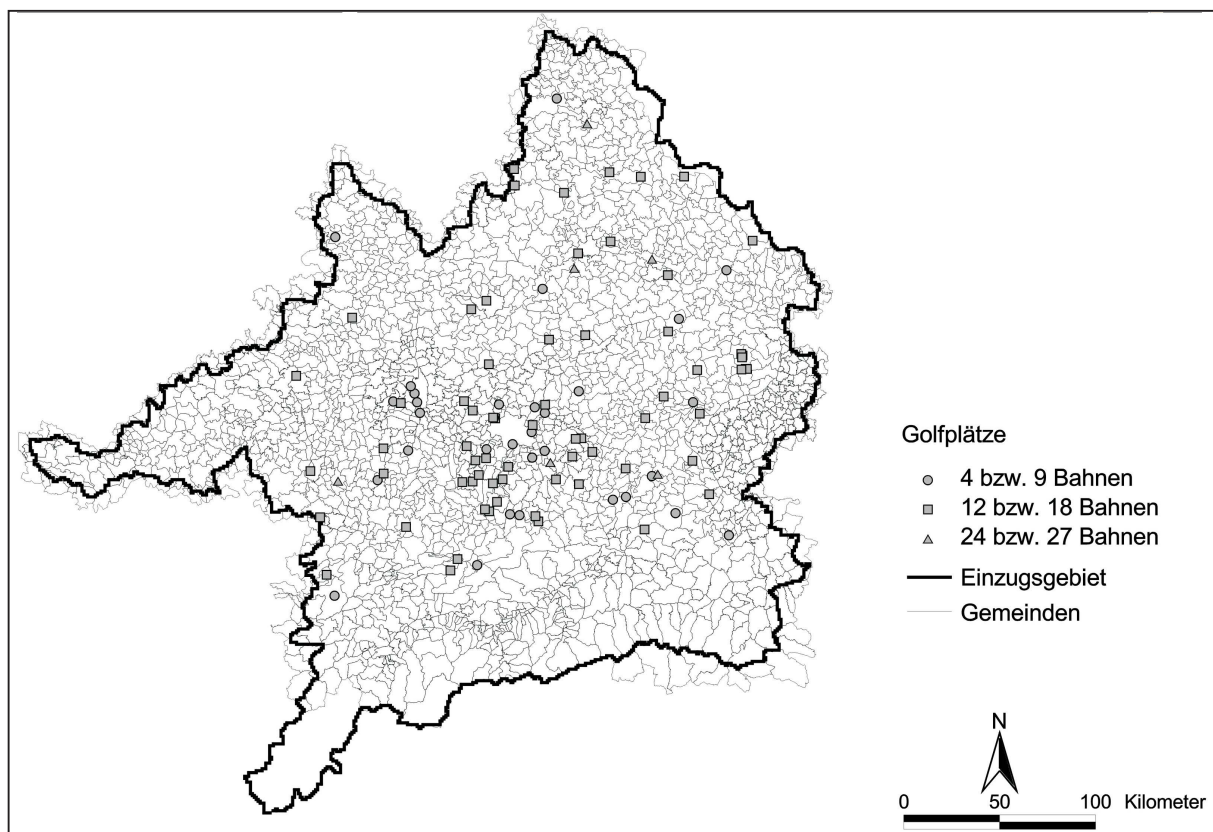 Golfplätze
4 bzw. 9 Bahnen
12 bzw. 18 Bahnen
24 bzw. 27 Bahnen
Einzugsgebiet
Gemeinden
N
0 50 100 Kilometer